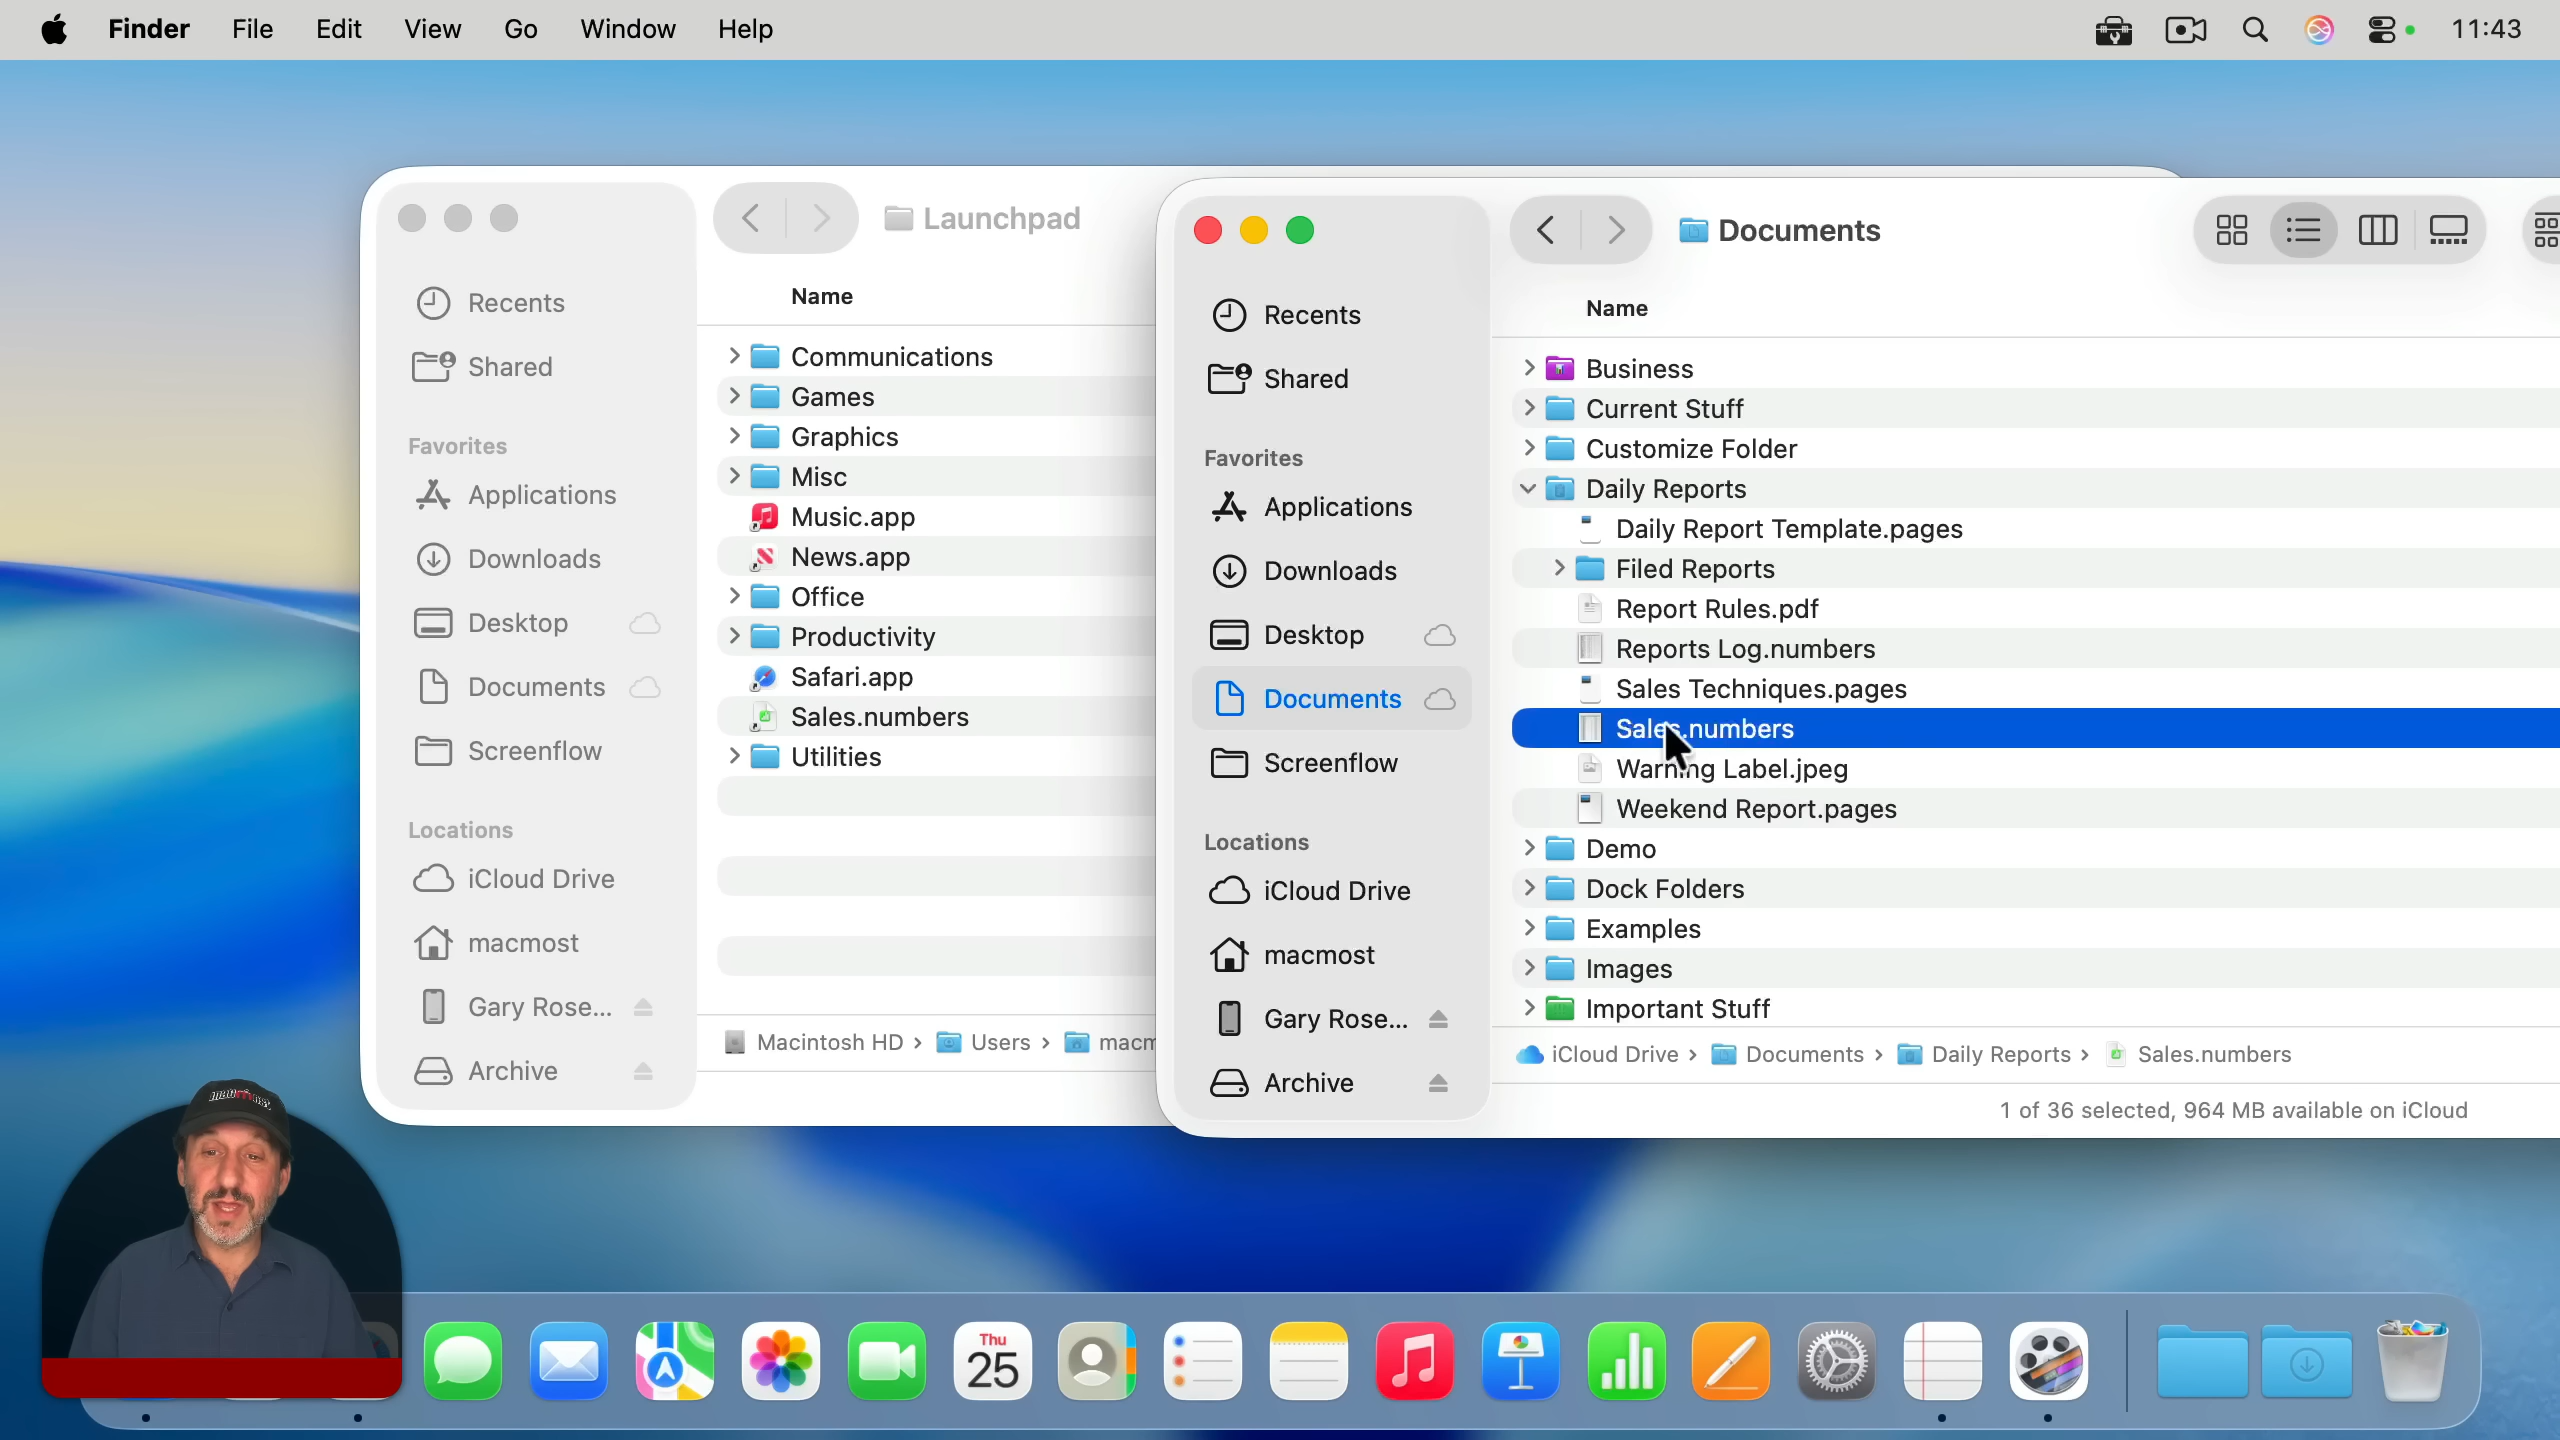 Finder File Edit View Go Window Help 11:43
Launchpad
Name
Recents
Shared
Favorites
Applications
Downloads
Desktop
Documents
Screenflow
Locations
iCloud Drive
macmost
Gary Rose...
Archive
Communications
Games
Graphics
Misc
Music.app
News.app
Office
Productivity
Safari.app
Sales.numbers
Utilities
Macintosh HD › Users › macm
Documents
Name
Recents
Shared
Favorites
Applications
Downloads
Desktop
Documents
Screenflow
Locations
iCloud Drive
macmost
Gary Rose...
Archive
Business
Current Stuff
Customize Folder
Daily Reports
Daily Report Template.pages
Filed Reports
Report Rules.pdf
Reports Log.numbers
Sales Techniques.pages
Sales.numbers
Warning Label.jpeg
Weekend Report.pages
Demo
Dock Folders
Examples
Images
Important Stuff
iCloud Drive › Documents › Daily Reports › Sales.numbers
1 of 36 selected, 964 MB available on iCloud
Thu
25